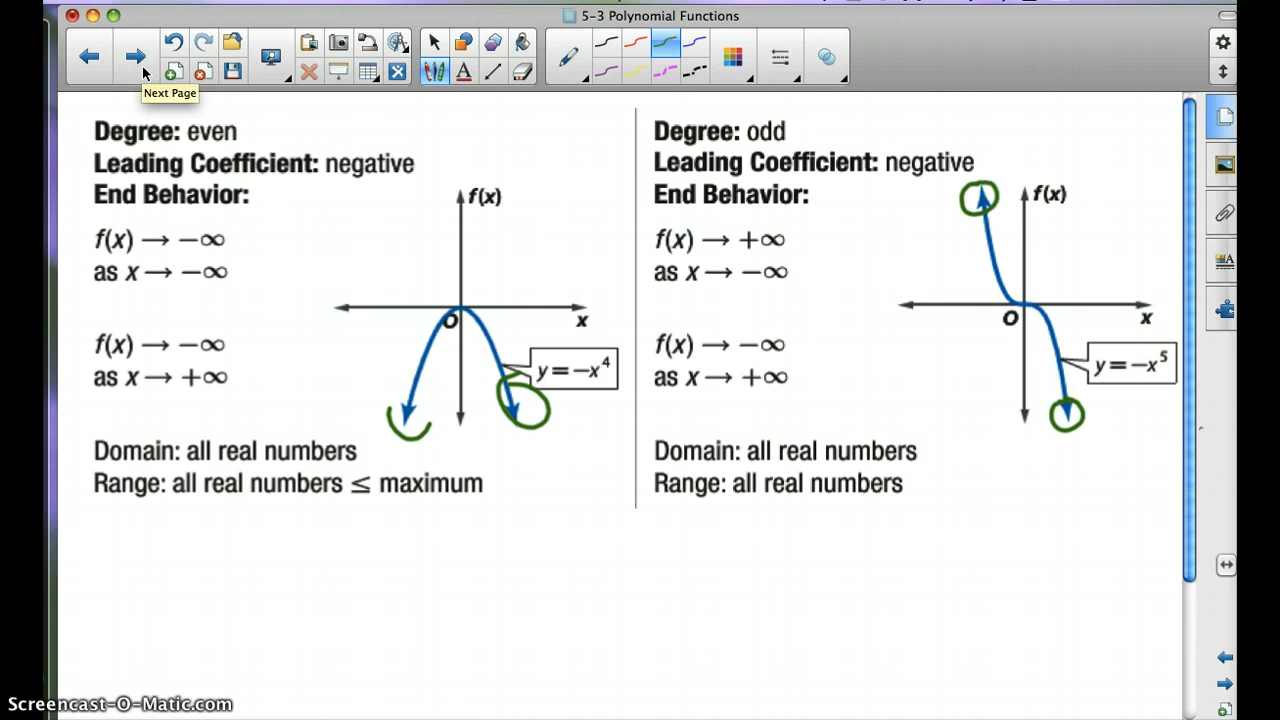 5-3 Polynomial Functions
Next Page
Degree: even
Leading Coefficient: negative
End Behavior:
f(x) → −∞
as x → −∞
f(x) → −∞
as x → +∞
f(x)
O
x
y = −x⁴
Domain: all real numbers
Range: all real numbers ≤ maximum
Degree: odd
Leading Coefficient: negative
End Behavior:
f(x) → +∞
as x → −∞
f(x) → −∞
as x → +∞
f(x)
O
x
y = −x⁵
Domain: all real numbers
Range: all real numbers
Screencast-O-Matic.com